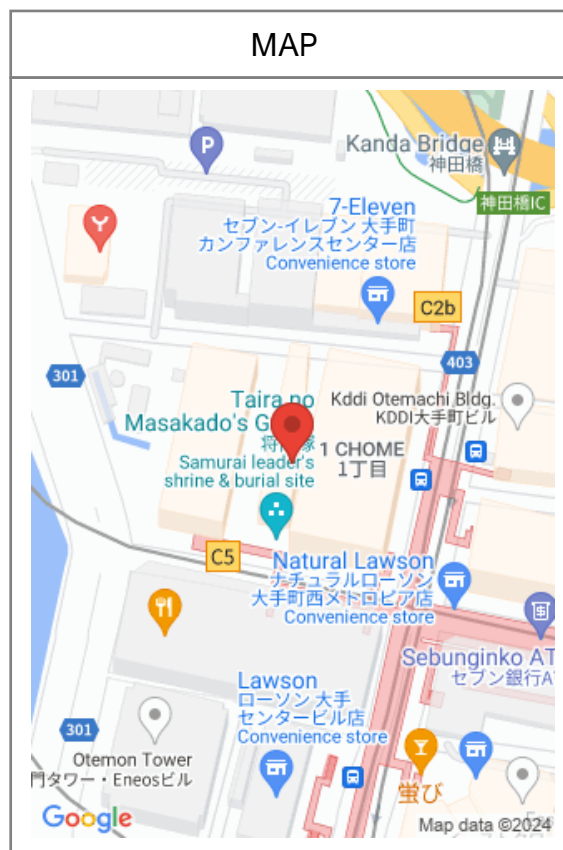 MAP
Kanda Bridge
神田橋
P
神田橋IC
7-Eleven
セブン-イレブン 大手町
カンファレンスセンター店
Convenience store
C2b
403
301
Taira no
Masakado's G
Kddi Otemachi Bldg.
KDDI大手町ビル
1 CHOME
1丁目
Samurai leader's
shrine & burial site
C5
Natural Lawson
ナチュラルローソン
大手町西メトロピア店
Convenience store
Sebunginko AT
セブン銀行A
Lawson
ローソン 大手
センタービル店
Convenience store
301
Otemon Tower
門タワー・Eneosビル
蛍び
Google
Map data ©2024